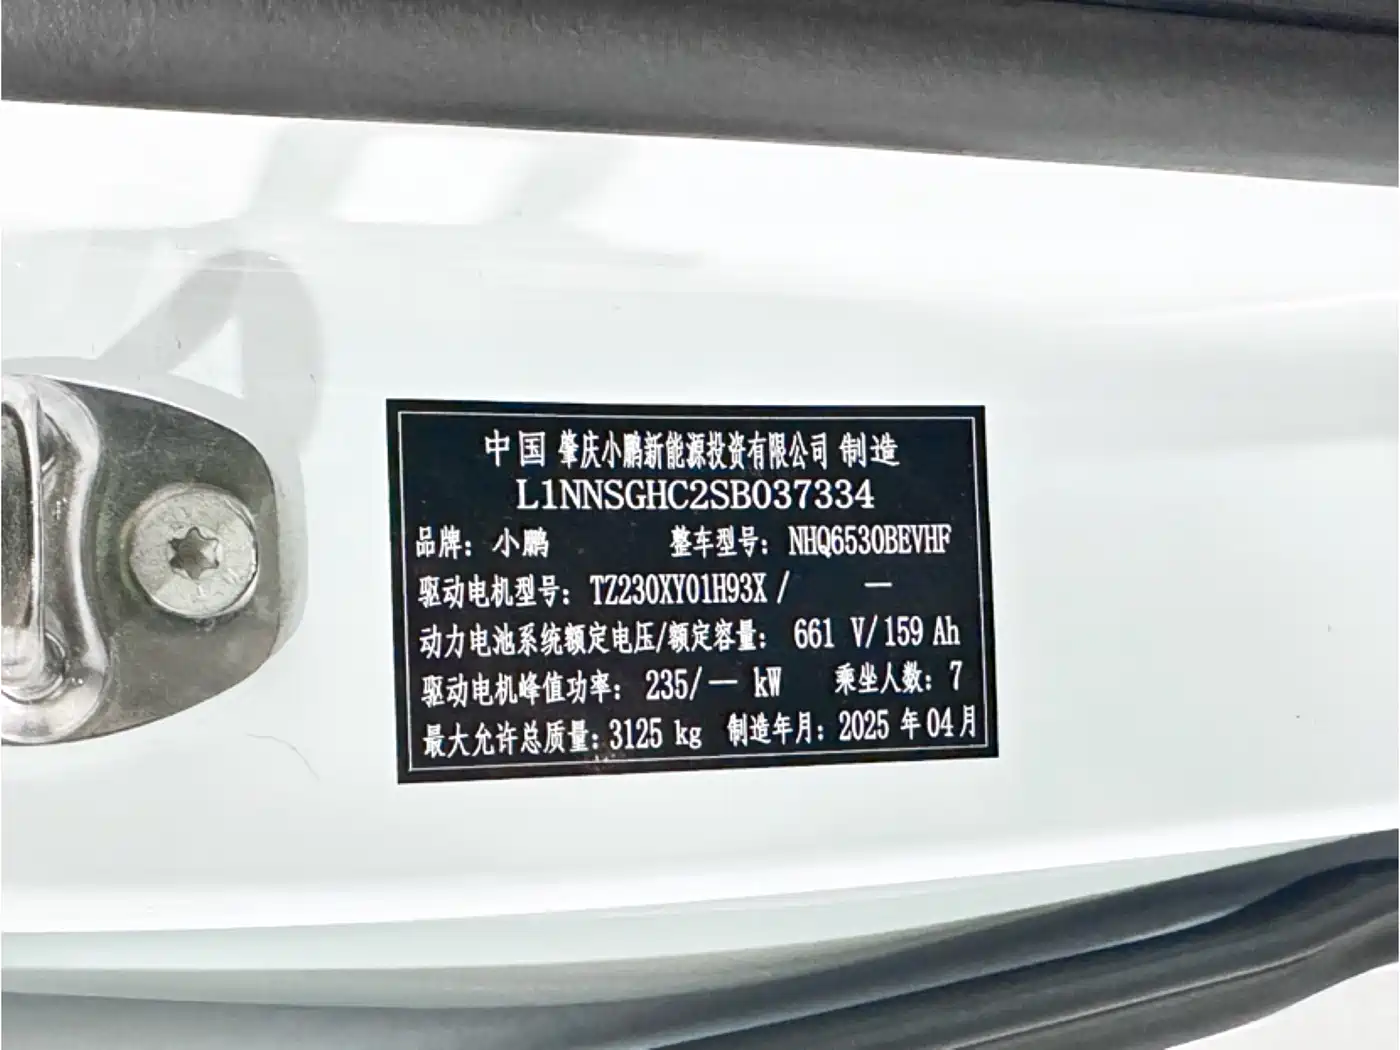 中国 肇庆小鹏新能源投资有限公司 制造
L1NNSGHC2SB037334
品牌：小鹏 整车型号：NHQ6530BEVHF
驱动电机型号：TZ230XY01H93X / —
动力电池系统额定电压/额定容量：661 V/159 Ah
驱动电机峰值功率：235/— kW 乘坐人数：7
最大允许总质量：3125 kg 制造年月：2025 年 04 月